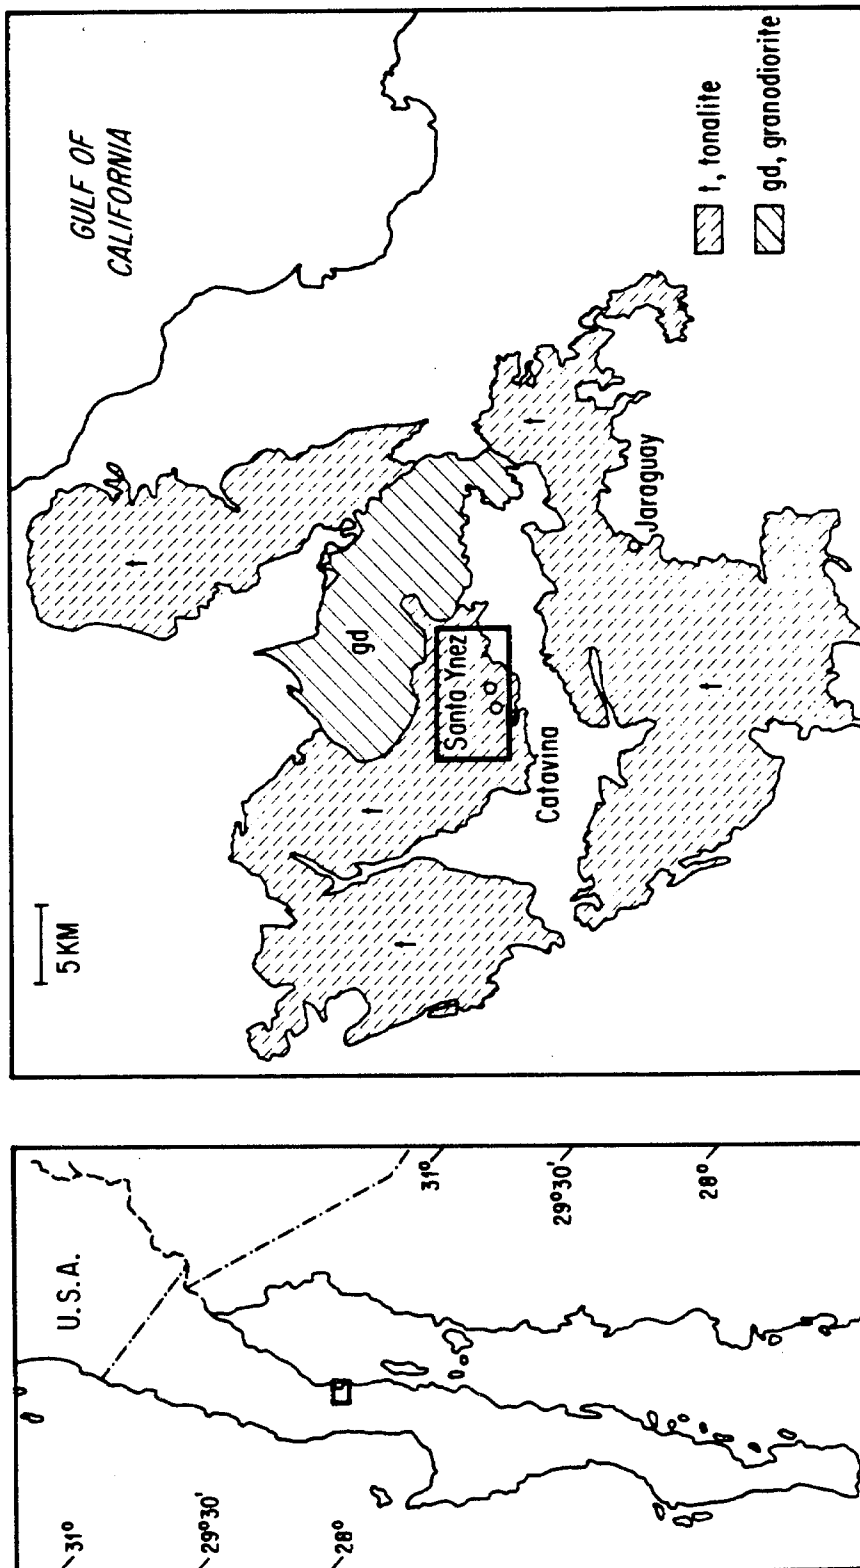 U.S.A.
31°
29°30'
28°
31°
29°30'
28°
5 KM
GULF OF
CALIFORNIA
t
t
t
gd
t
t
Santa Ynez
Catavina
Jaraguay
t, tonalite
gd, granodiorite